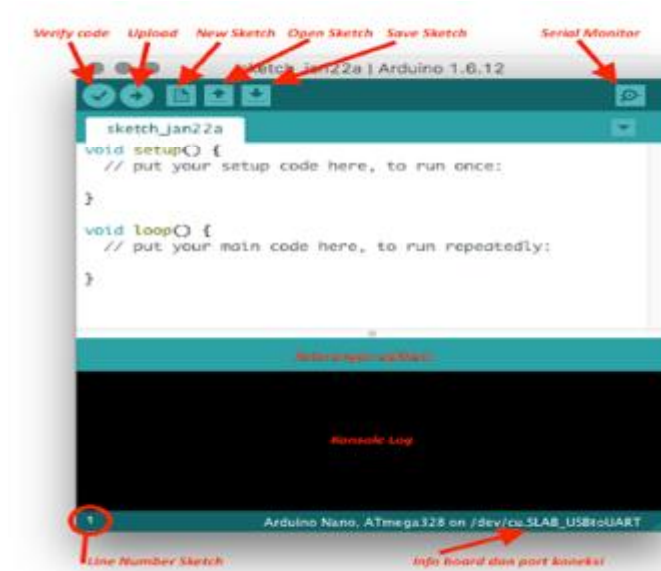 Verify code Upload New Sketch Open Sketch Save Sketch Serial Monitor
sketch_jan22a | Arduino 1.6.12
sketch_jan22a
void setup() {
// put your setup code here, to run once:
}
void loop() {
// put your main code here, to run repeatedly:
}
Konsole Log
1
Arduino Nano, ATmega328 on /dev/cu.SLAB_USBtoUART
Line Number Sketch Info board dan port koneksi